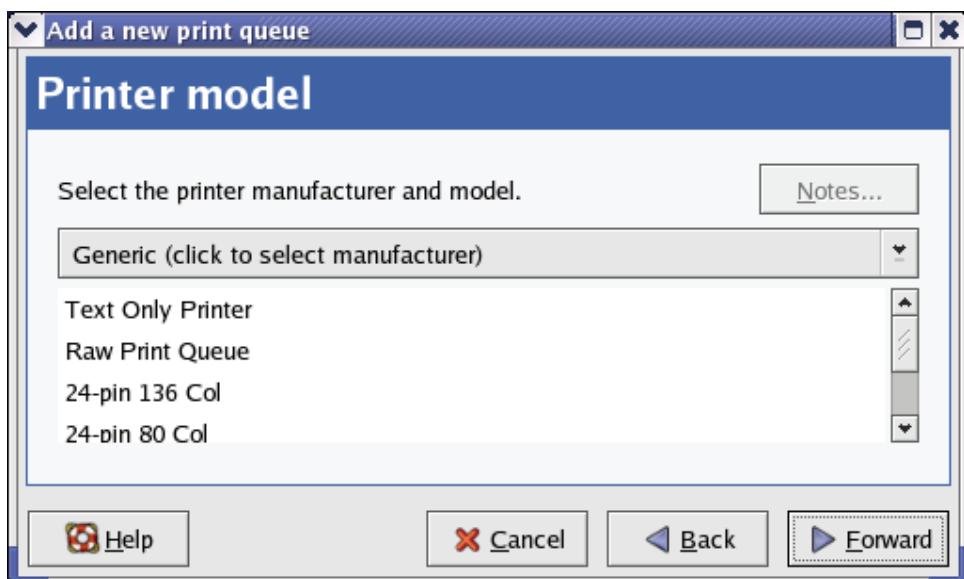 Add a new print queue
Printer model
Select the printer manufacturer and model.
Notes...
Generic (click to select manufacturer)
Text Only Printer
Raw Print Queue
24-pin 136 Col
24-pin 80 Col
Help
Cancel
Back
Forward